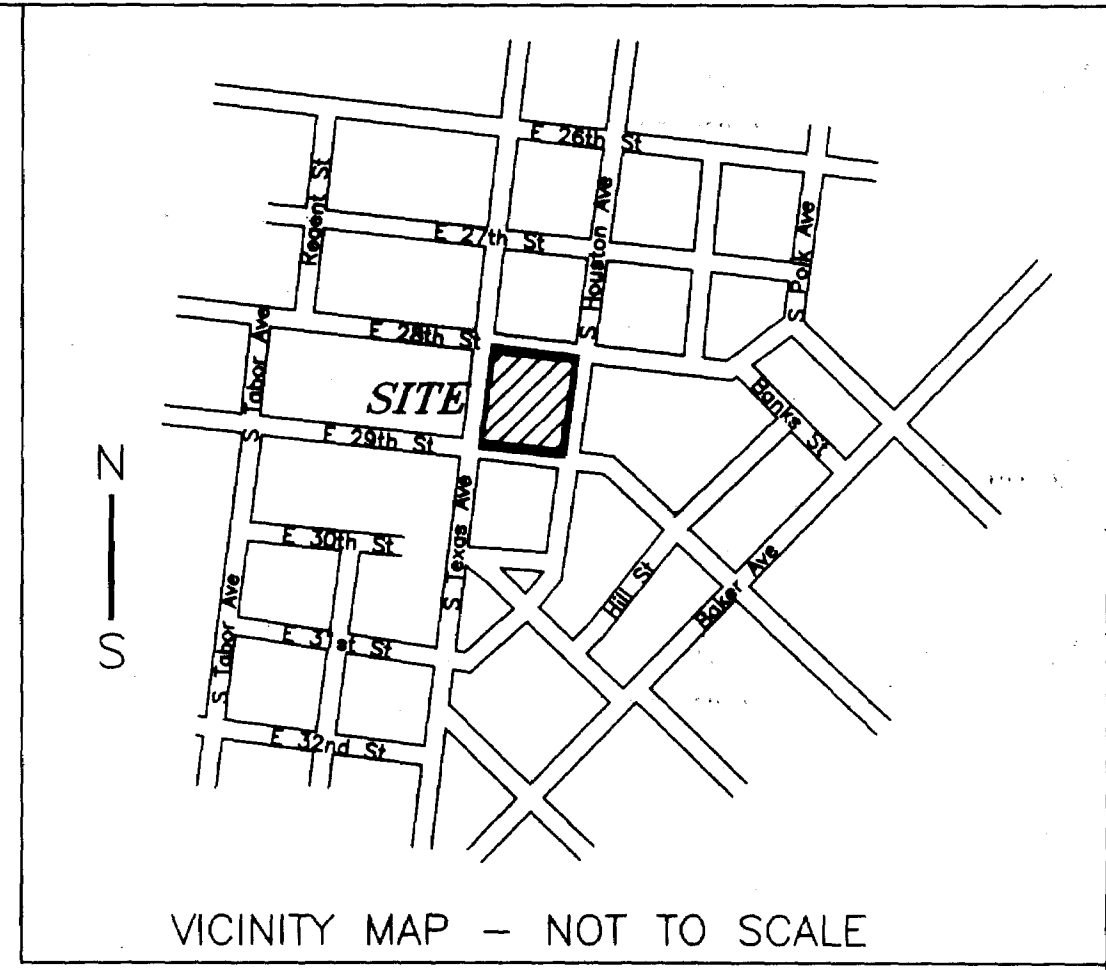 E 26th St
Regent St
S Houston Ave
S Polk Ave
E 27th St
S Tabor Ave
E 28th St
SITE
Banks St
E 29th St
N
S
S Texas Ave
E 30th St
Hill St
Baker Ave
S Tabor Ave
E 31st St
E 32nd St
VICINITY MAP - NOT TO SCALE